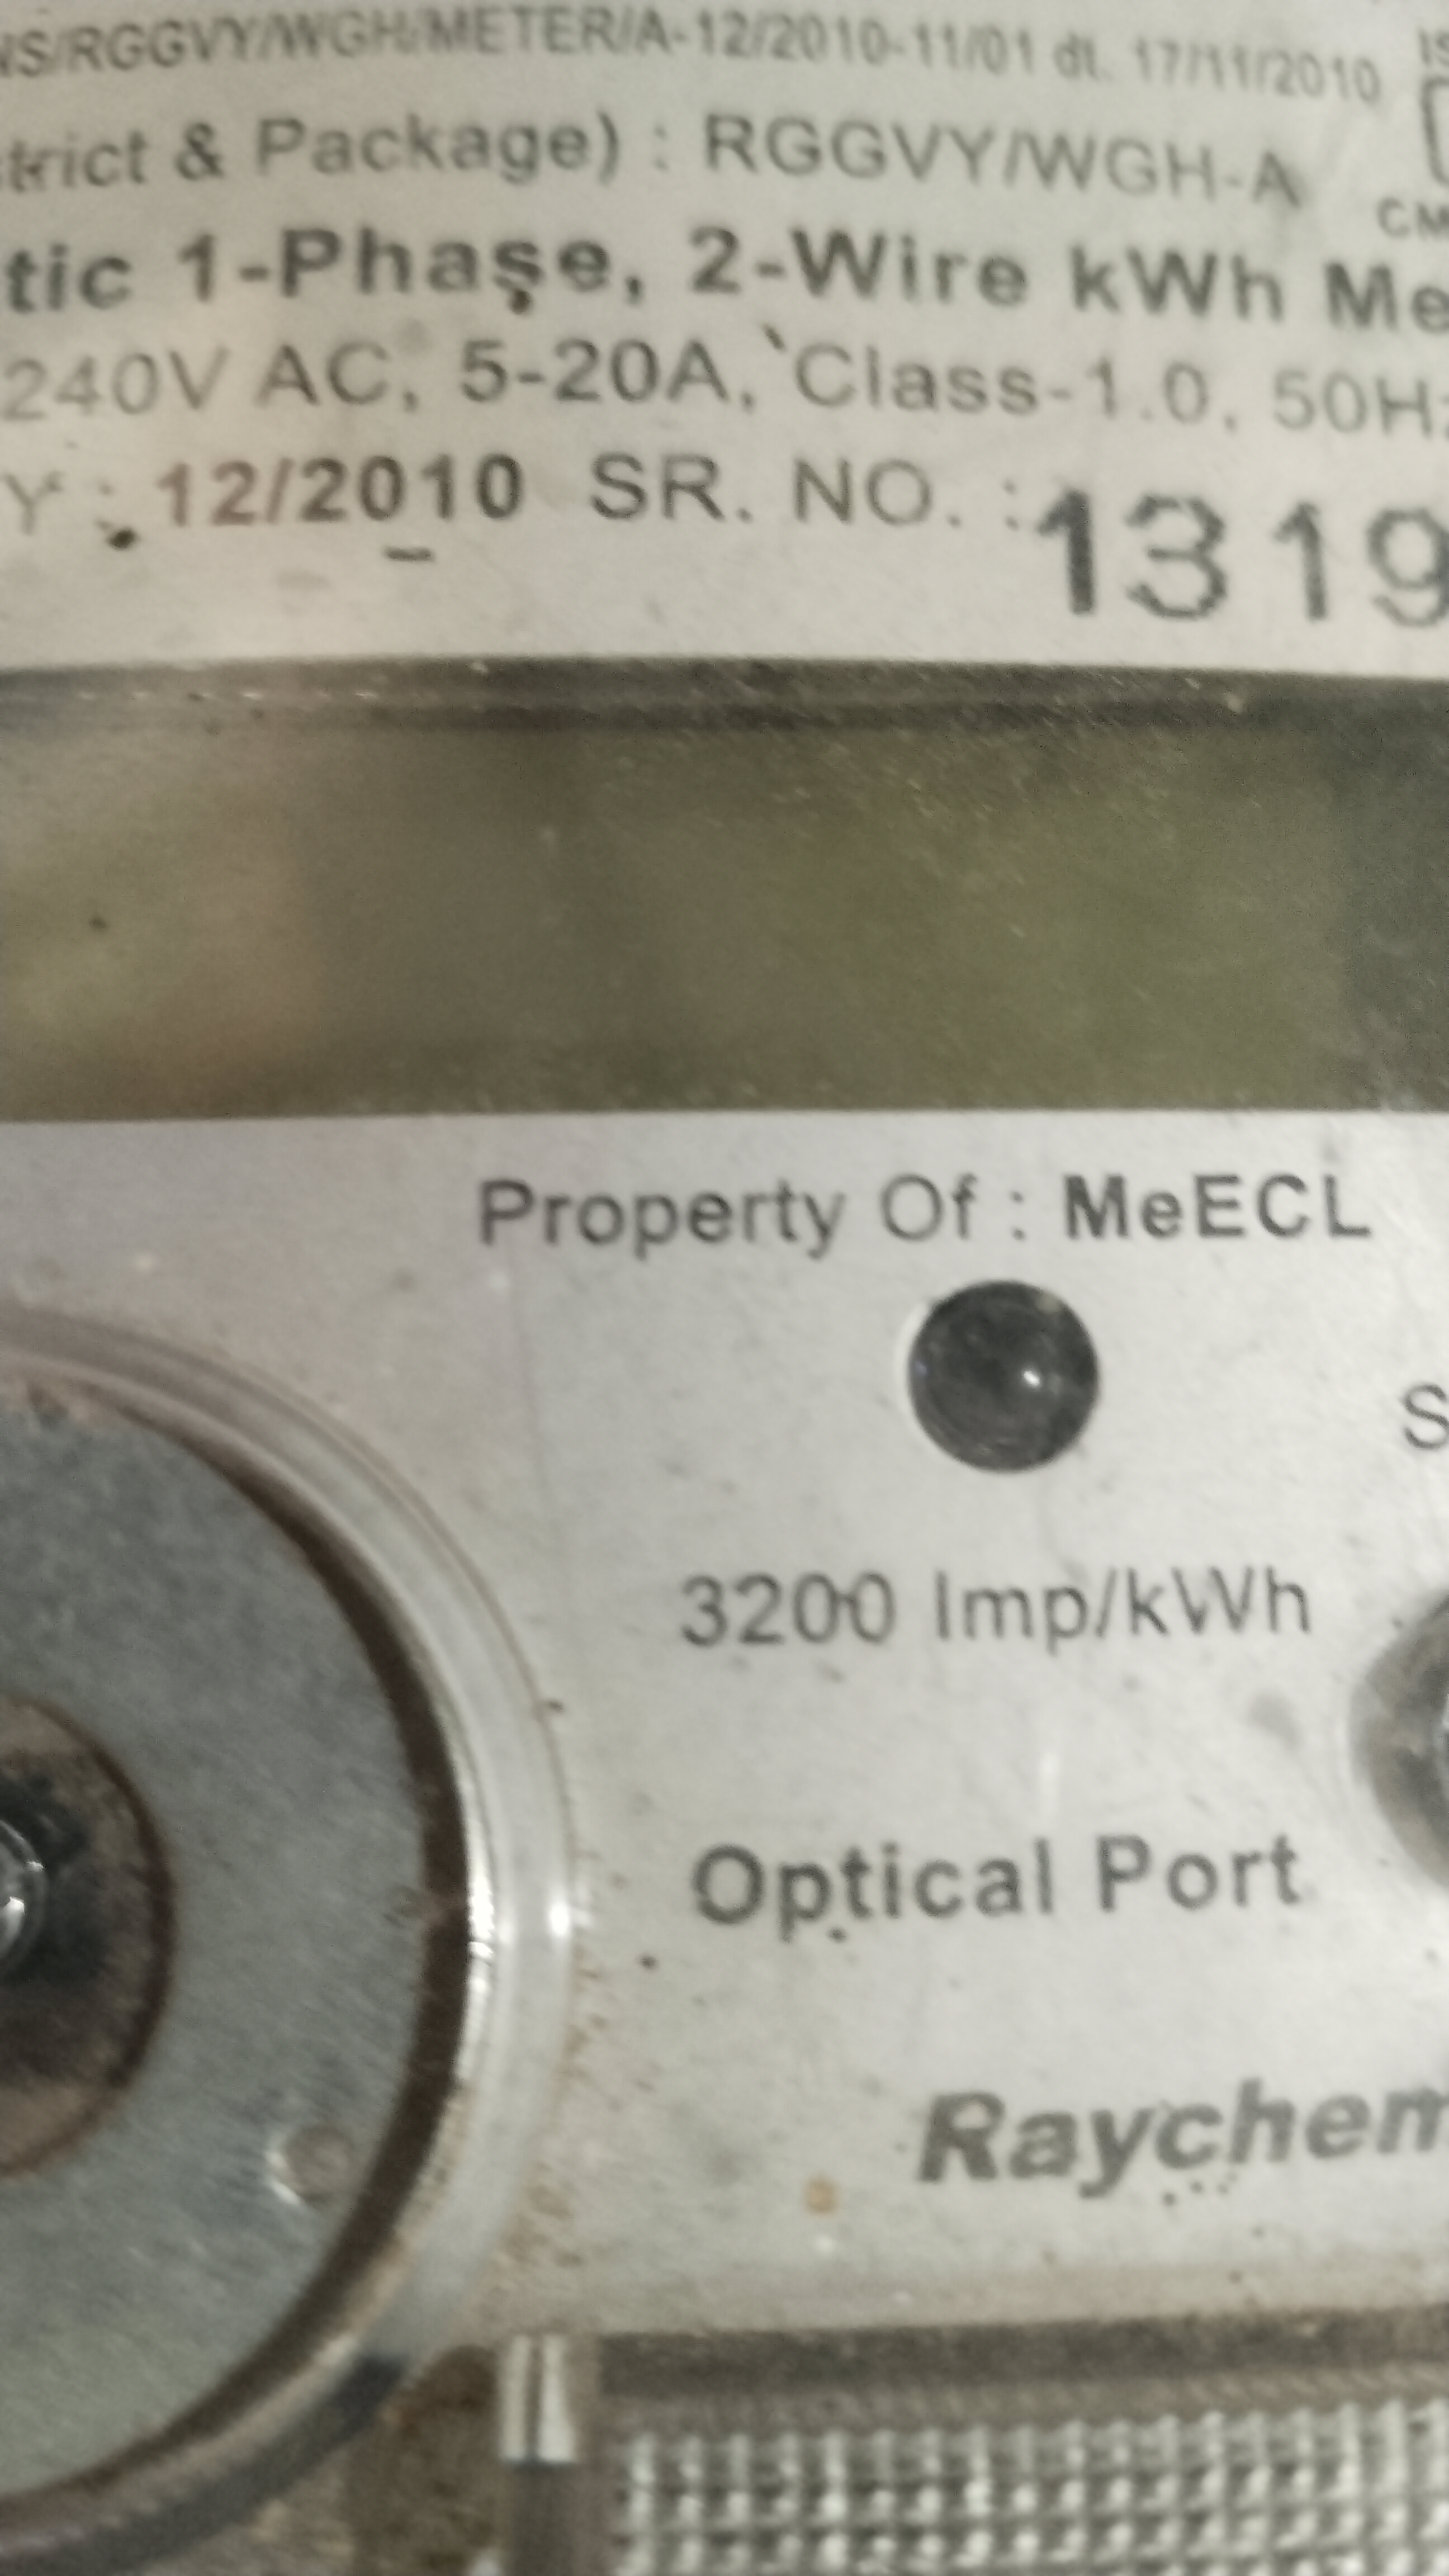 NS/RGGVY/WGH/METER/A-12/2010-11/01 dt. 17/11/2010
trict & Package) : RGGVY/WGH-A
CM
tic 1-Phase, 2-Wire kWh Me
240V AC, 5-20A, Class-1.0, 50Hz
Y : 12/2010 SR. NO. : 1319
Property Of : MeECL
S
3200 Imp/kWh
Optical Port
Raychem